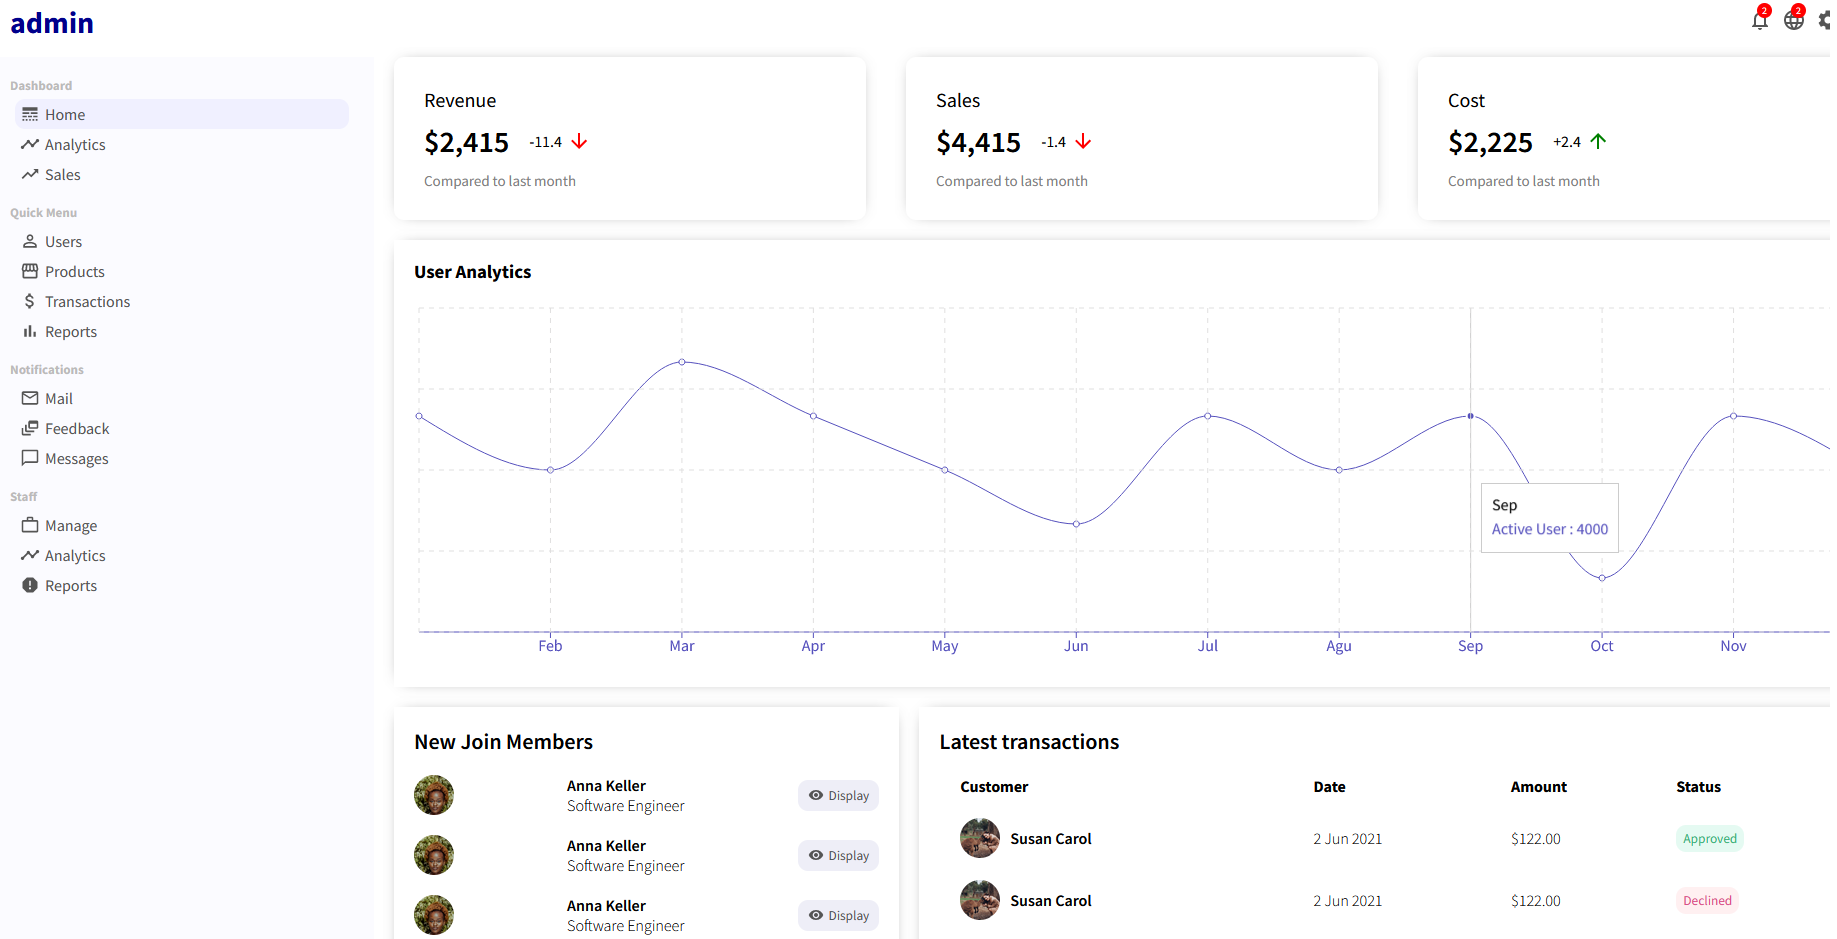 admin
2
2
Dashboard
Home
Analytics
Sales
Quick Menu
Users
Products
Transactions
Reports
Notifications
Mail
Feedback
Messages
Staff
Manage
Analytics
Reports
Revenue
$2,415 -11.4
Compared to last month
Sales
$4,415 -1.4
Compared to last month
Cost
$2,225 +2.4
Compared to last month
User Analytics
Sep
Active User : 4000
Feb Mar Apr May Jun Jul Agu Sep Oct Nov
New Join Members
Anna Keller
Software Engineer
Display
Anna Keller
Software Engineer
Display
Anna Keller
Software Engineer
Display
Latest transactions
Customer Date Amount Status
Susan Carol 2 Jun 2021 $122.00 Approved
Susan Carol 2 Jun 2021 $122.00 Declined